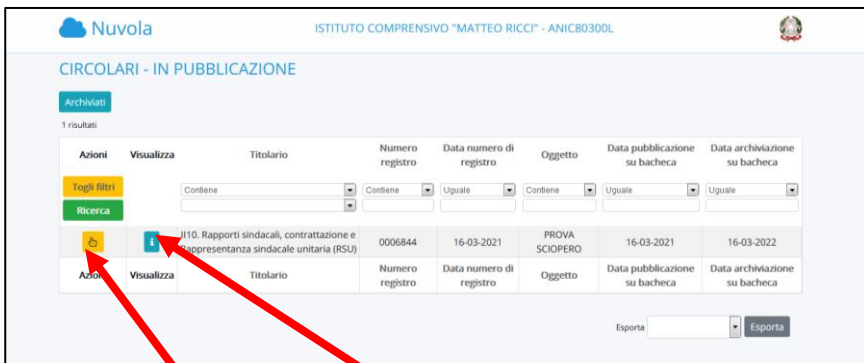 Nuvola
ISTITUTO COMPRENSIVO "MATTEO RICCI" - ANIC80300L
CIRCOLARI - IN PUBBLICAZIONE
Archiviati
1 risultati
Azioni Visualizza Titolario Numero registro Data numero di registro Oggetto Data pubblicazione su bacheca Data archiviazione su bacheca
Togli filtri Contiene Contiene Uguale Contiene Uguale Uguale
Ricerca
II10. Rapporti sindacali, contrattazione e Rappresentanza sindacale unitaria (RSU) 0006844 16-03-2021 PROVA SCIOPERO 16-03-2021 16-03-2022
Azioni Visualizza Titolario Numero registro Data numero di registro Oggetto Data pubblicazione su bacheca Data archiviazione su bacheca
Esporta Esporta